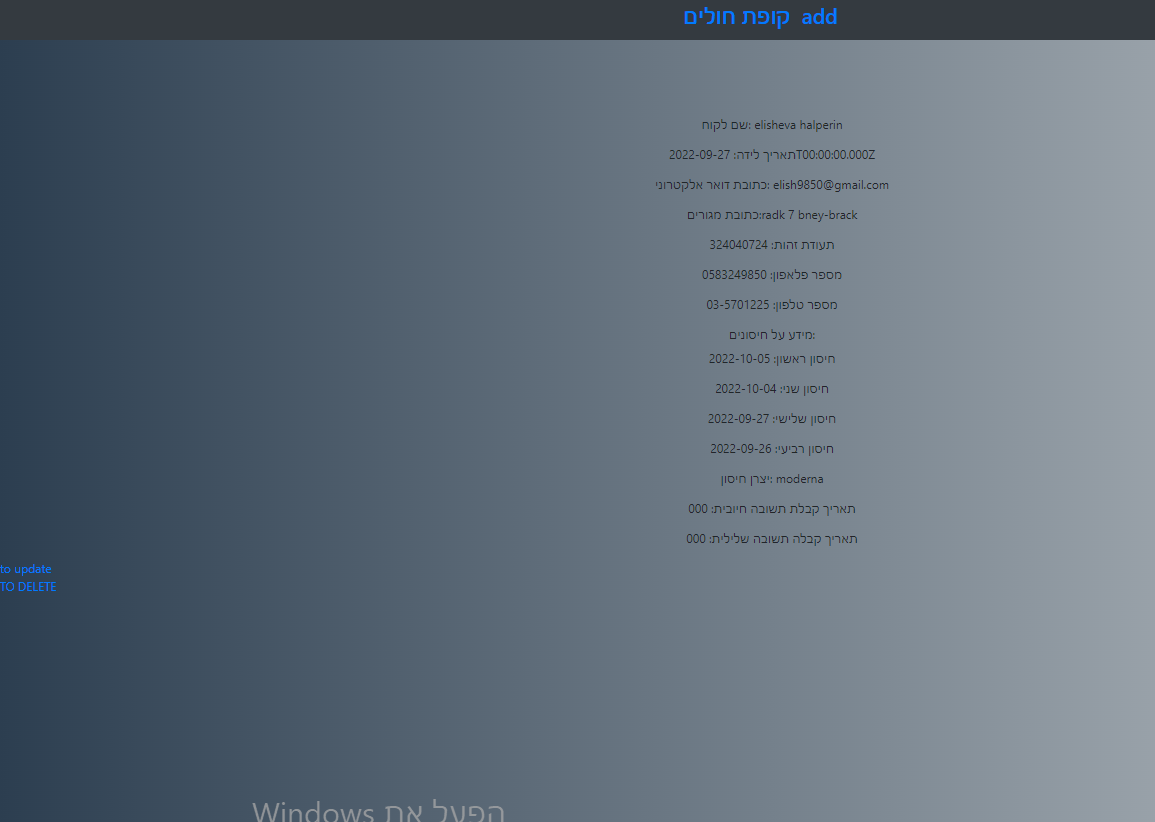 קופת חולים add
שם לקוח: elisheva halperin
תאריך לידה: 2022-09-27T00:00:00.000Z
כתובת דואר אלקטרוני: elish9850@gmail.com
כתובת מגורים:radk 7 bney-brack
תעודת זהות: 324040724
מספר פלאפון: 0583249850
מספר טלפון: 03-5701225
מידע על חיסונים:
חיסון ראשון: 2022-10-05
חיסון שני: 2022-10-04
חיסון שלישי: 2022-09-27
חיסון רביעי: 2022-09-26
יצרן חיסון: moderna
תאריך קבלת תשובה חיובית: 000
תאריך קבלה תשובה שלילית: 000
to update
TO DELETE
הפעל את Windows